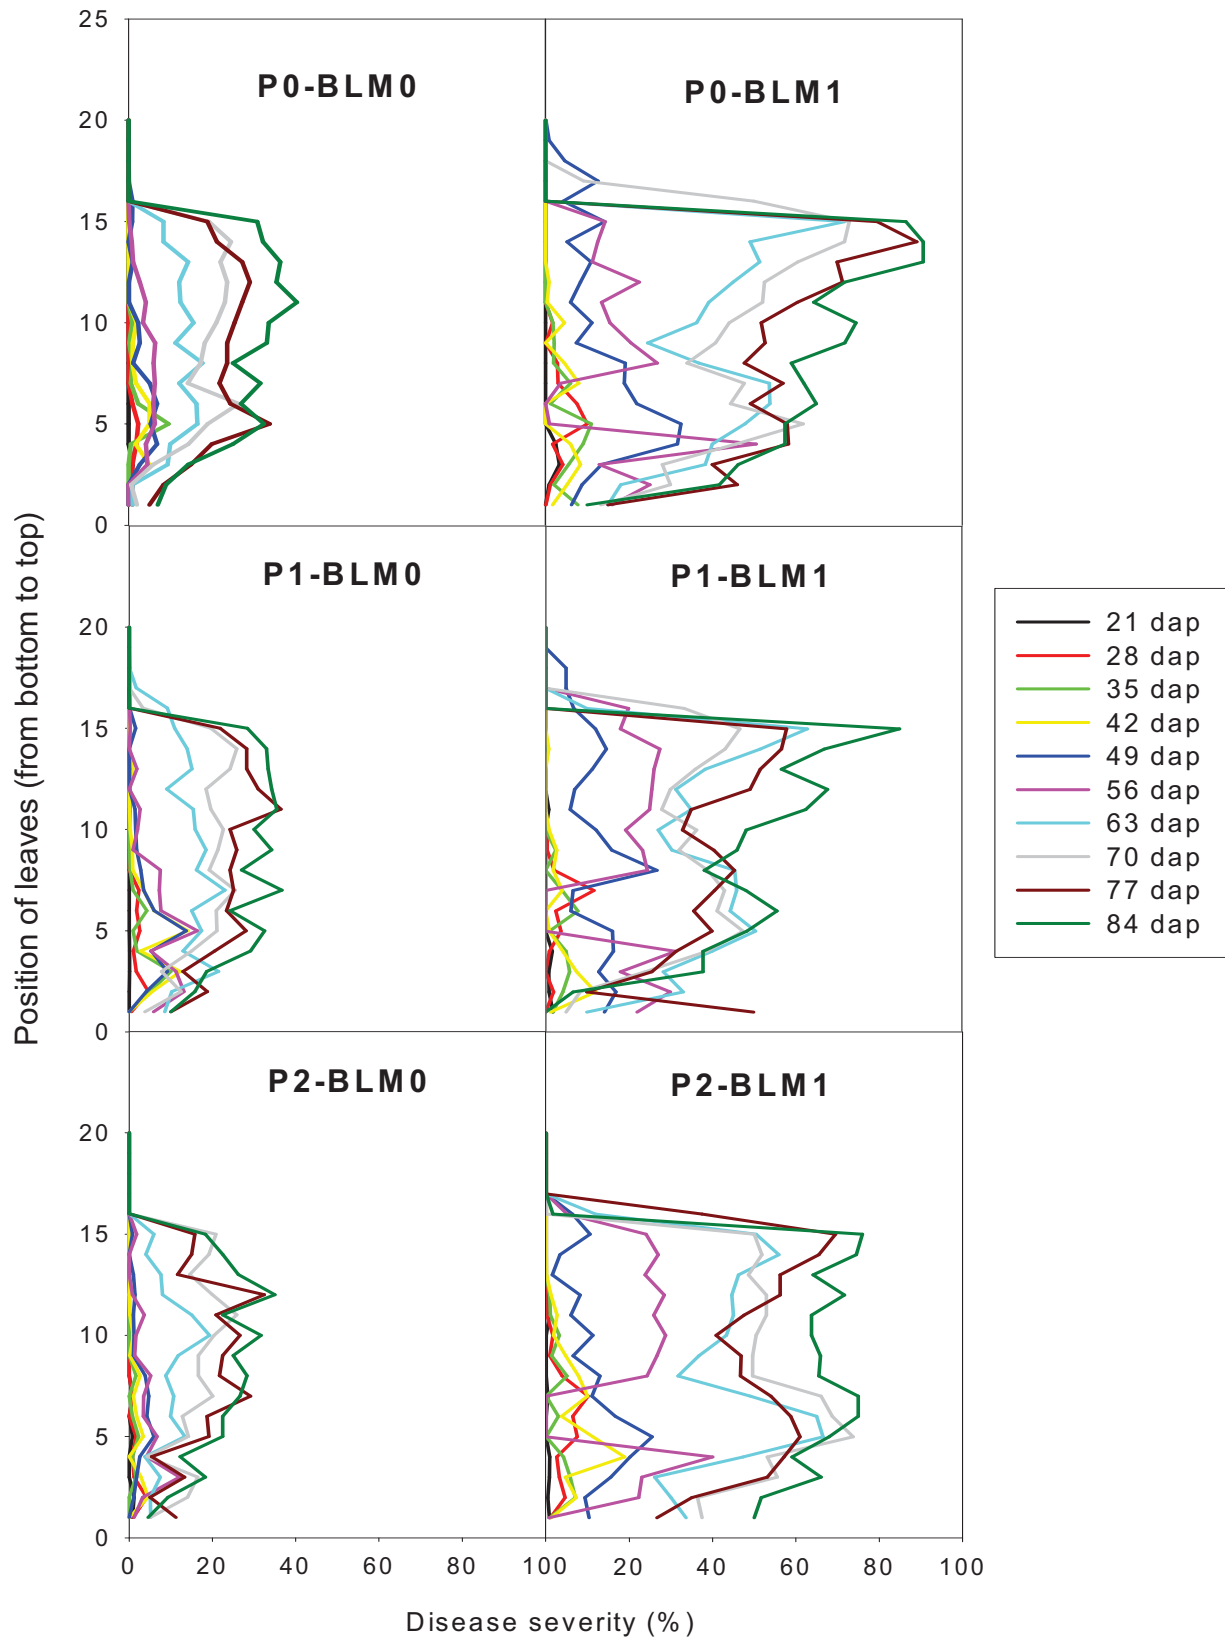 25
P0-BLM0
P0-BLM1
20
15
10
5
0
P1-BLM0
P1-BLM1
20
15
10
5
0
P2-BLM0
P2-BLM1
20
15
10
5
0
0 20 40 60 80 100 20 40 60 80 100
Disease severity (%)
Position of leaves (from bottom to top)
21 dap
28 dap
35 dap
42 dap
49 dap
56 dap
63 dap
70 dap
77 dap
84 dap